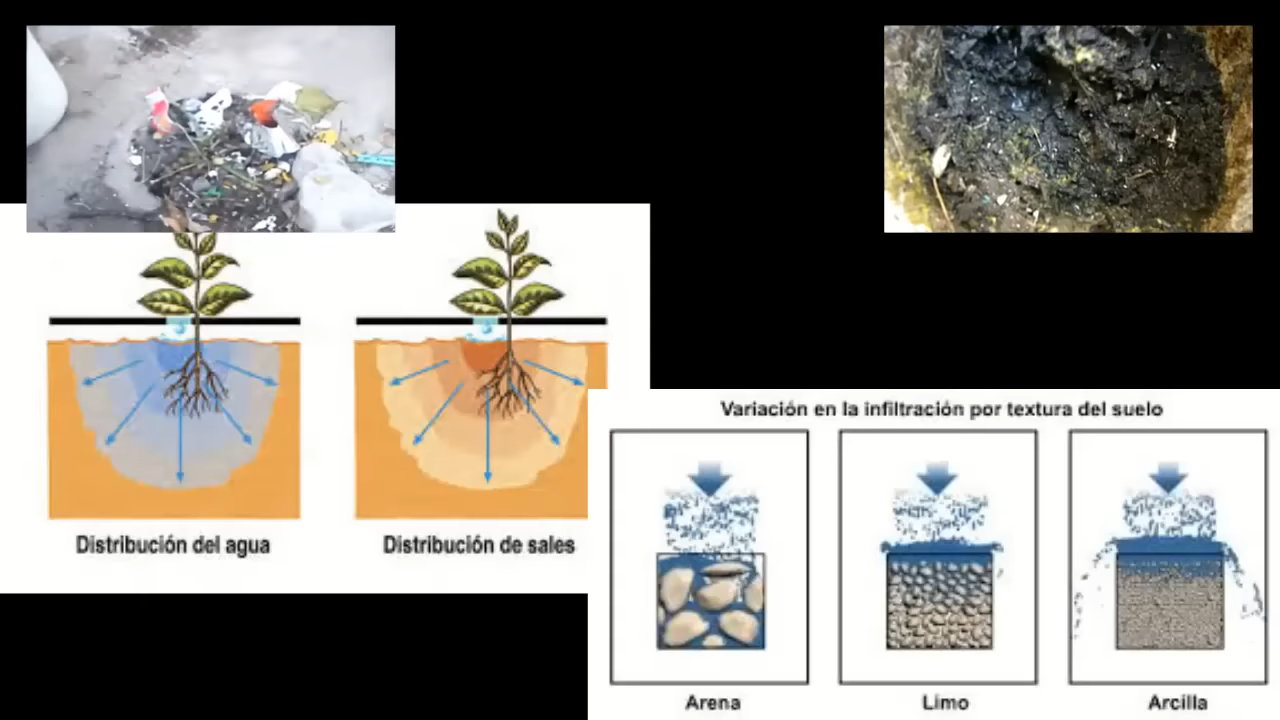 Distribución del agua
Distribución de sales
Variación en la infiltración por textura del suelo
Arena
Limo
Arcilla